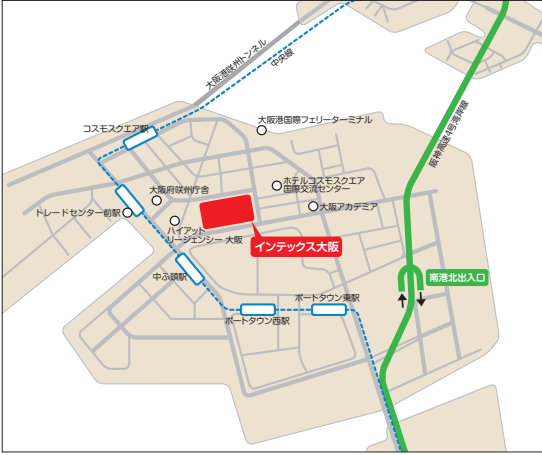 大阪港咲州トンネル
中央線
コスモスクエア駅
大阪港国際フェリーターミナル
阪神高速4号湾岸線
大阪府咲州庁舎
ホテルコスモスクエア
国際交流センター
トレードセンター前駅
大阪アカデミア
ハイアット
リージェンシー 大阪
インテックス大阪
中ふ頭駅
南港北出入口
ポートタウン東駅
ポートタウン西駅